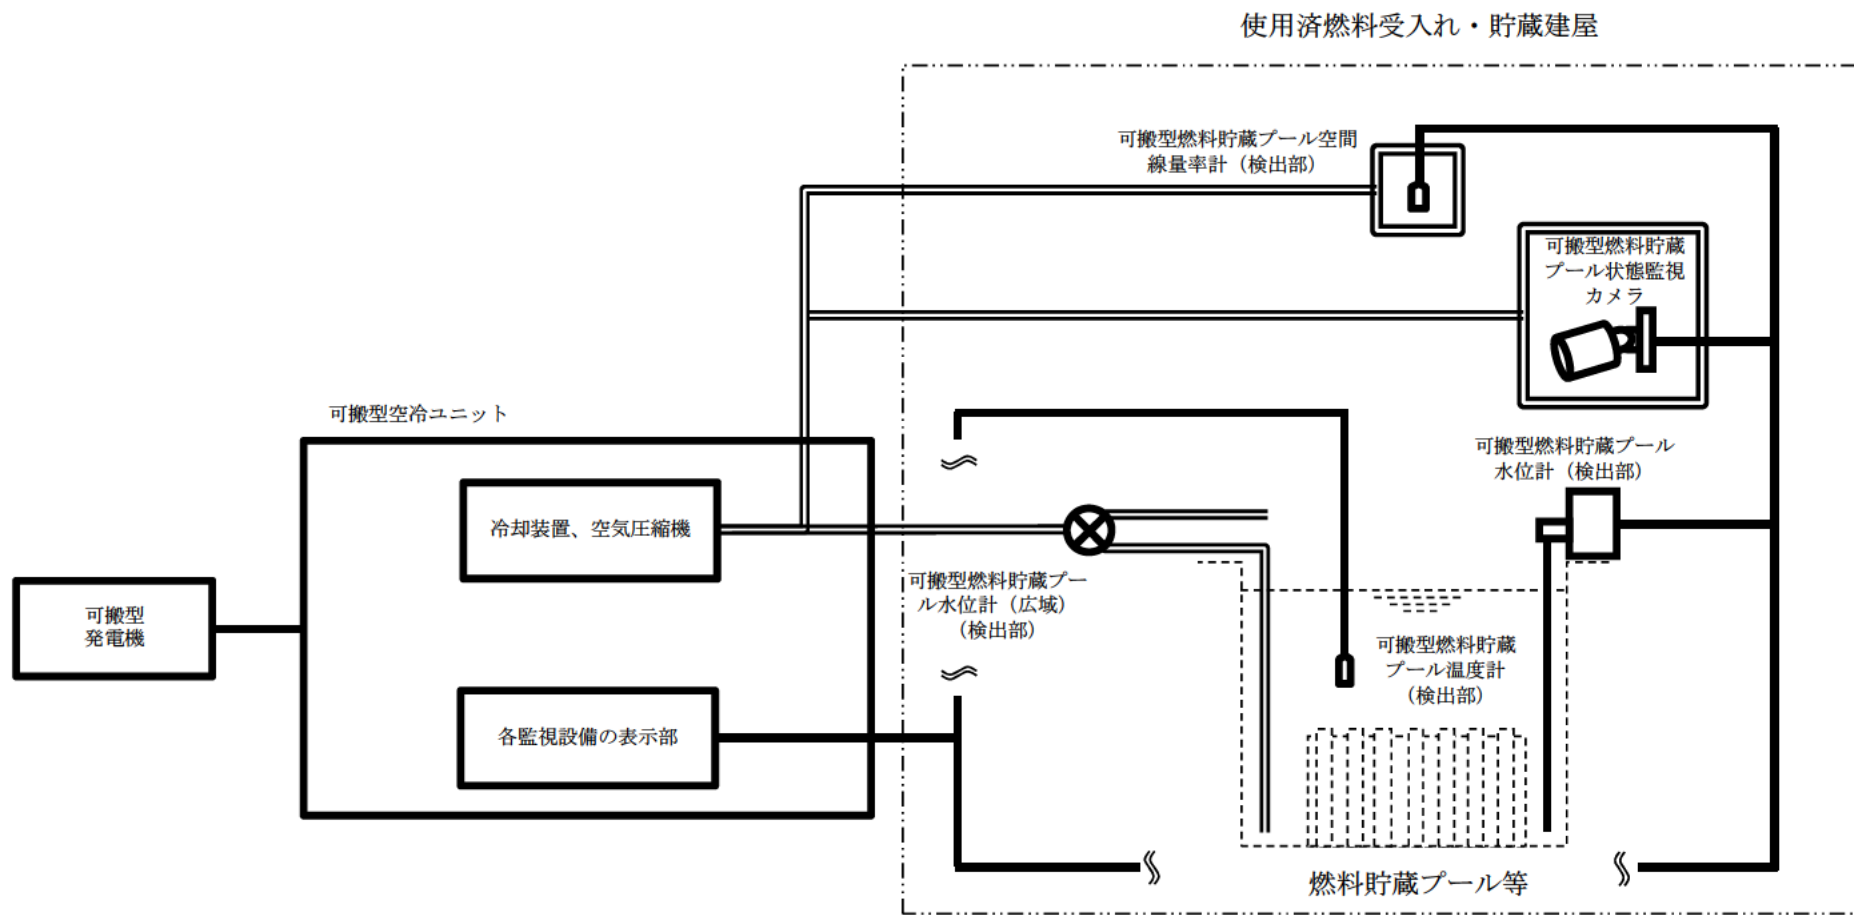 使用済燃料受入れ・貯蔵建屋
可搬型燃料貯蔵プール空間
線量率計（検出部）
可搬型燃料貯蔵
プール状態監視
カメラ
可搬型空冷ユニット
可搬型燃料貯蔵プール
水位計（検出部）
冷却装置、空気圧縮機
可搬型燃料貯蔵プー
ル水位計（広域）
（検出部）
可搬型
発電機
可搬型燃料貯蔵
プール温度計
（検出部）
各監視設備の表示部
燃料貯蔵プール等